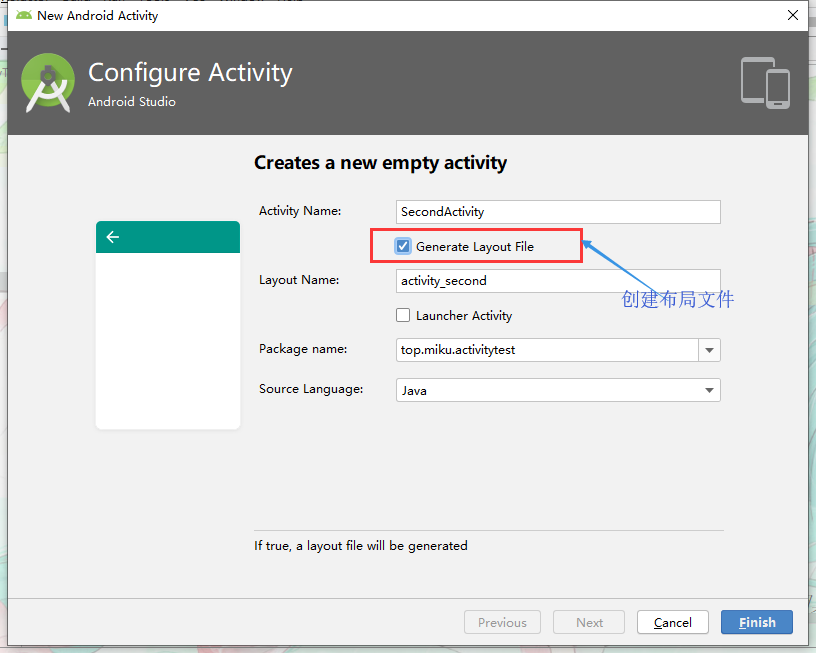 New Android Activity
Configure Activity
Android Studio
Creates a new empty activity
Activity Name:
SecondActivity
Generate Layout File
Layout Name:
activity_second
创建布局文件
Launcher Activity
Package name:
top.miku.activitytest
Source Language:
Java
If true, a layout file will be generated
Previous
Next
Cancel
Finish